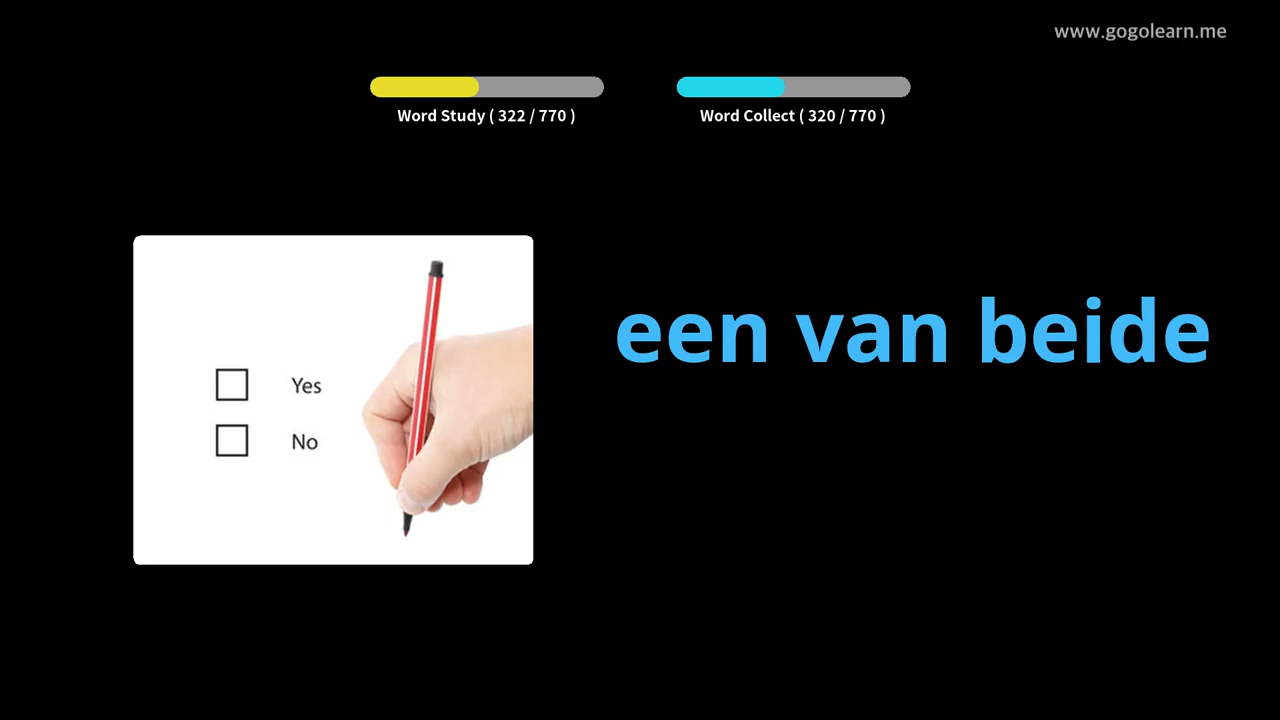 www.gogolearn.me
Word Study ( 322 / 770 )
Word Collect ( 320 / 770 )
Yes
No
een van beide